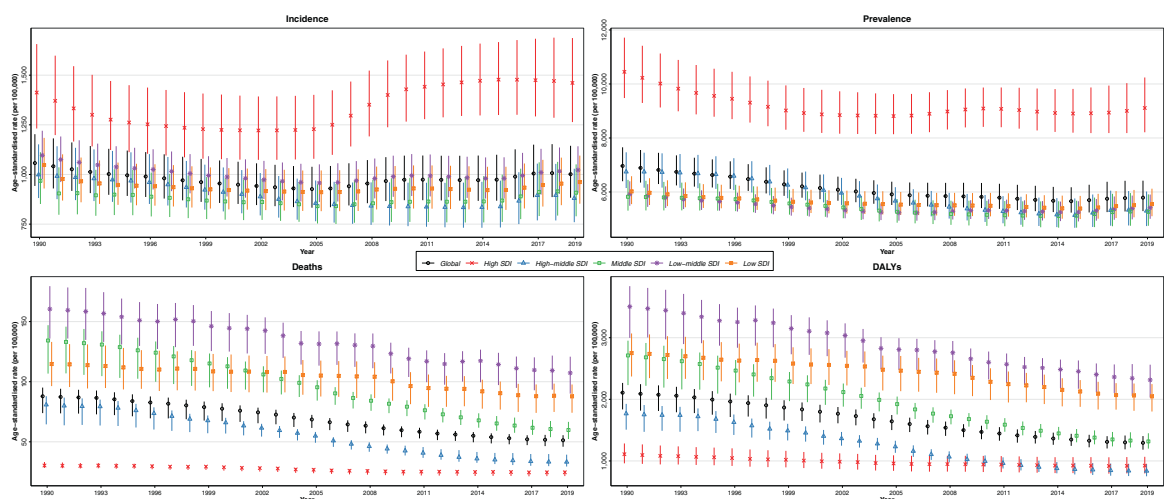 Incidence
Age−standardised rate (per 100,000)
1,500
1,250
1,000
750
1990 1993 1996 1999 2002 2005 2008 2011 2014 2017 2019
Year
Prevalence
Age−standardised rate (per 100,000)
12,000
10,000
8,000
6,000
1990 1993 1996 1999 2002 2005 2008 2011 2014 2017 2019
Year
Global High SDI High−middle SDI Middle SDI Low−middle SDI Low SDI
Deaths
Age−standardised rate (per 100,000)
150
100
50
1990 1993 1996 1999 2002 2005 2008 2011 2014 2017 2019
Year
DALYs
Age−standardised rate (per 100,000)
3,000
2,000
1,000
1990 1993 1996 1999 2002 2005 2008 2011 2014 2017 2019
Year